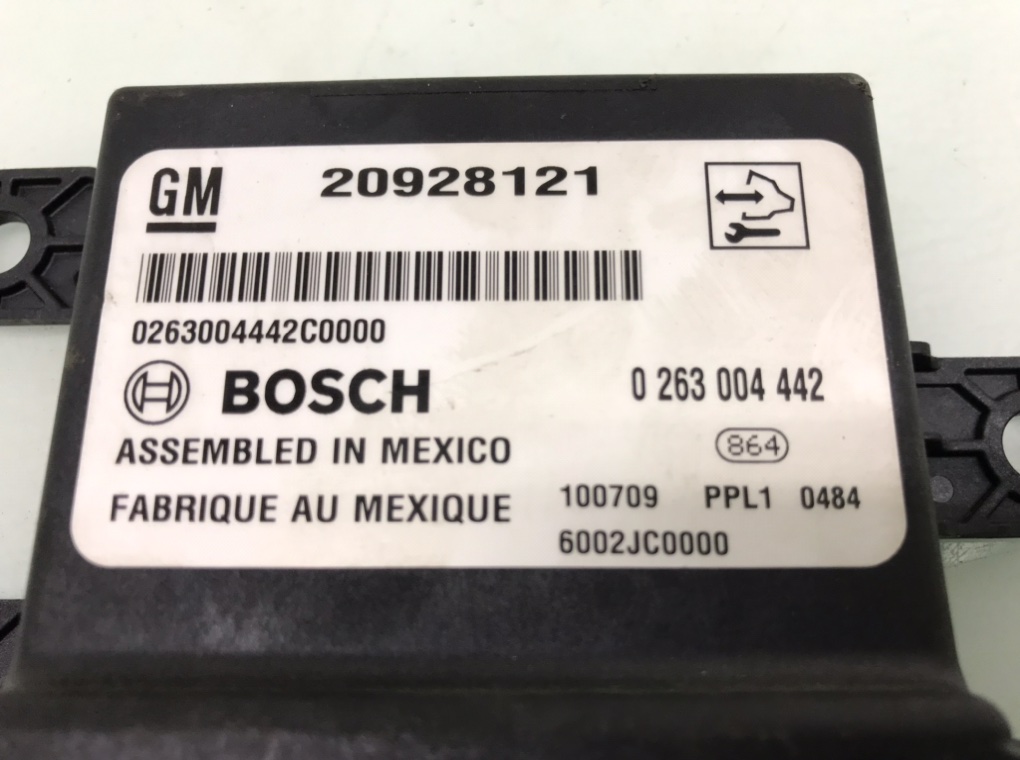 GM 20928121
0263004442C0000
BOSCH 0 263 004 442
ASSEMBLED IN MEXICO 864
FABRIQUE AU MEXIQUE 100709 PPL1 0484
6002JC0000